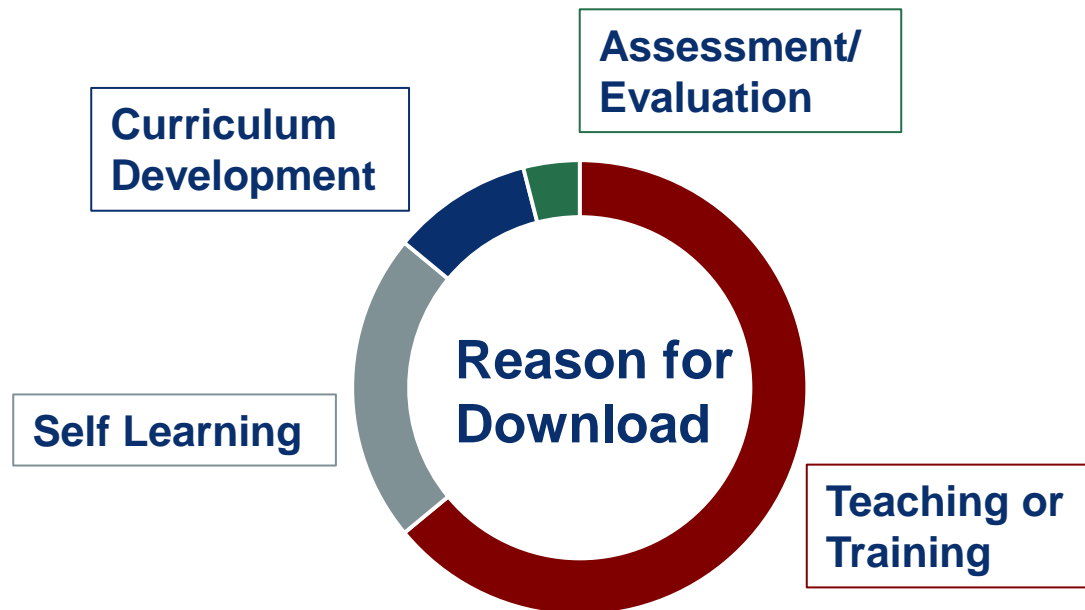 Assessment/
Evaluation
Curriculum
Development
Reason for
Download
Self Learning
Teaching or
Training